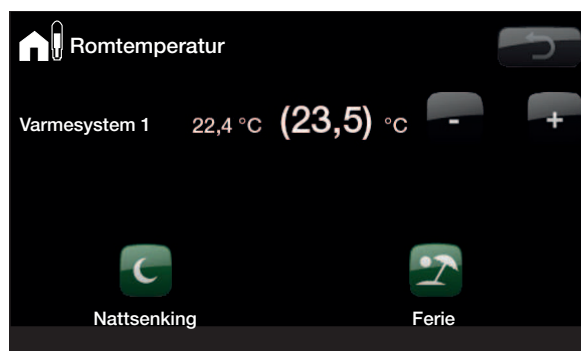 Romtemperatur
Varmesystem 1 22,4 °C (23,5) °C - +
Nattsenking Ferie